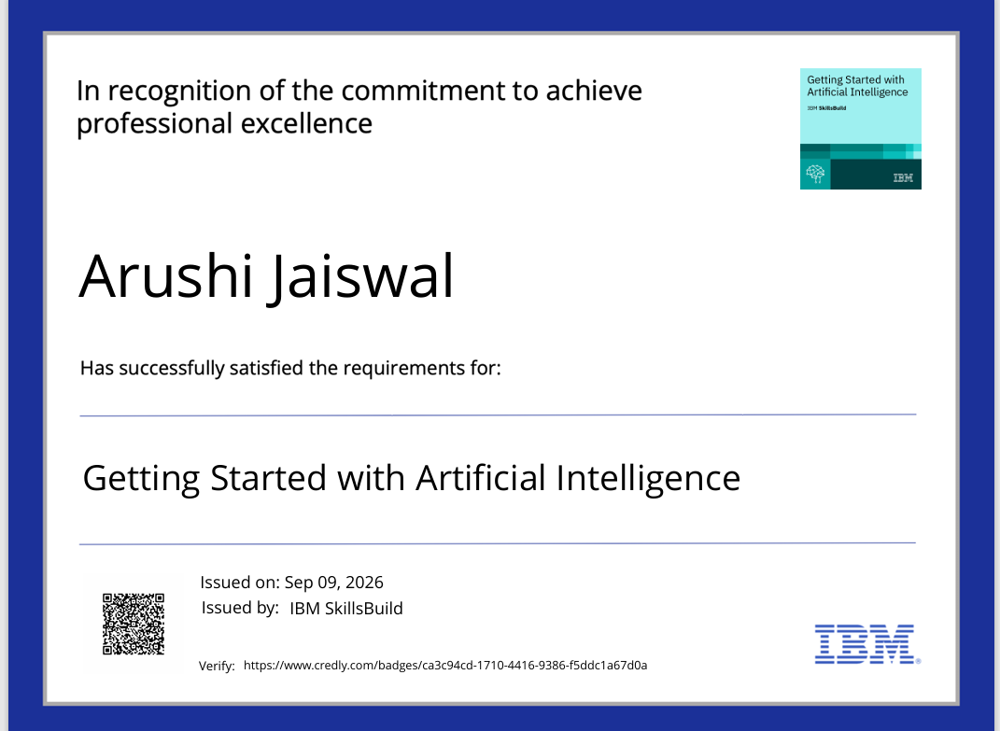 In recognition of the commitment to achieve
professional excellence
Getting Started with
Artificial Intelligence
IBM SkillsBuild
IBM
Arushi Jaiswal
Has successfully satisfied the requirements for:
Getting Started with Artificial Intelligence
Issued on: Sep 09, 2026
Issued by: IBM SkillsBuild
Verify: https://www.credly.com/badges/ca3c94cd-1710-4416-9386-f5ddc1a67d0a
IBM®